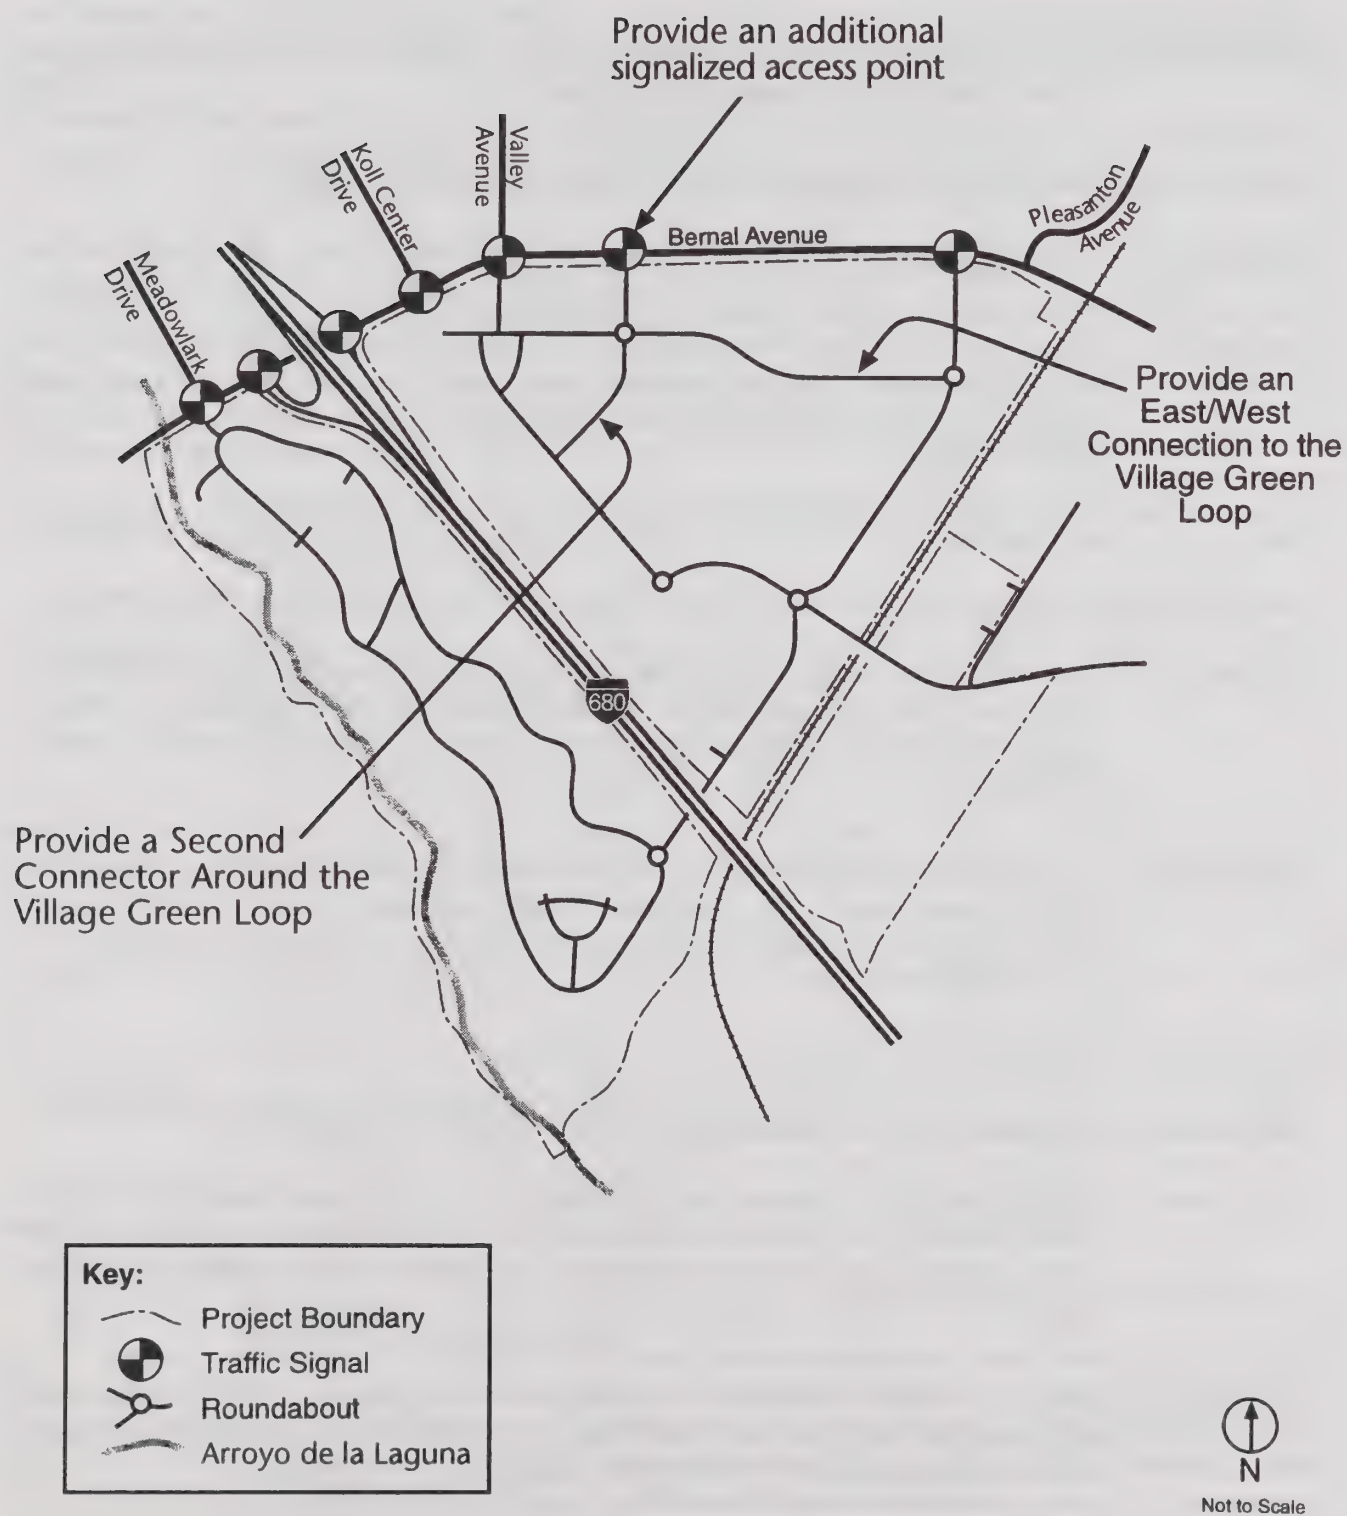 Provide an additional
signalized access point
Valley
Avenue
Koll Center
Drive
Meadowlark
Drive
Bernal Avenue
Pleasanton
Avenue
Provide an
East/West
Connection to the
Village Green
Loop
680
Provide a Second
Connector Around the
Village Green Loop
Key:
Project Boundary
Traffic Signal
Roundabout
Arroyo de la Laguna
N
Not to Scale